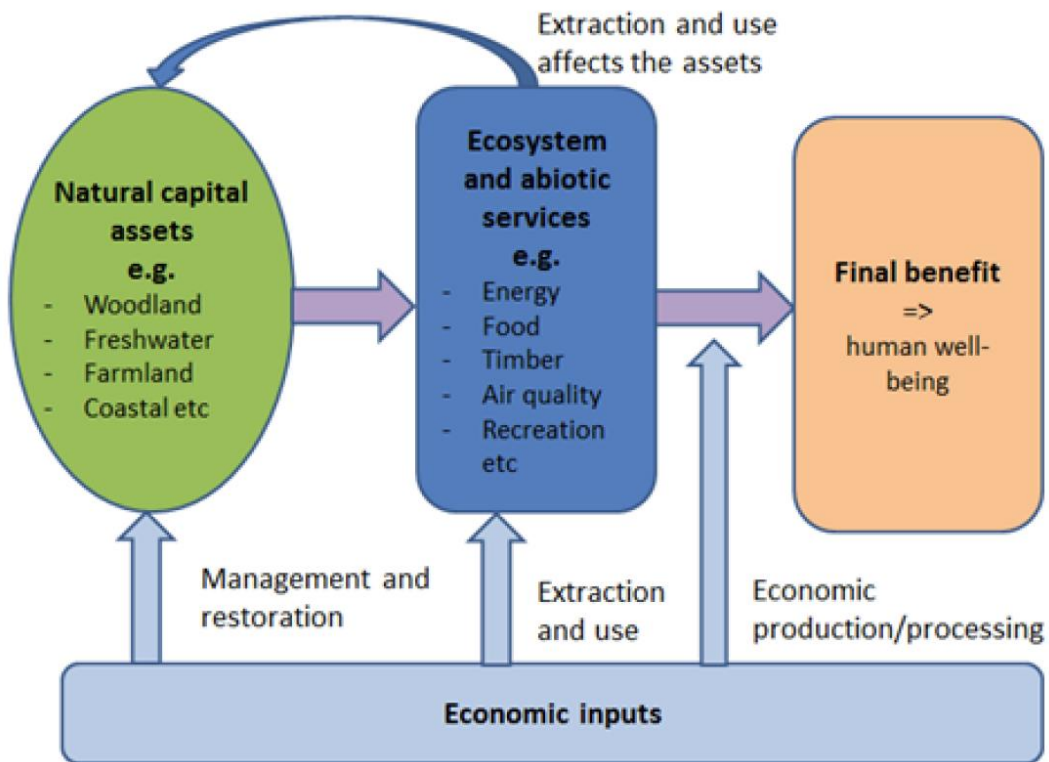 Extraction and use
affects the assets
Natural capital
assets
e.g.
- Woodland
- Freshwater
- Farmland
- Coastal etc
Ecosystem
and abiotic
services
e.g.
- Energy
- Food
- Timber
- Air quality
- Recreation
etc
Final benefit
=>
human well-
being
Management and
restoration
Extraction
and use
Economic
production/processing
Economic inputs